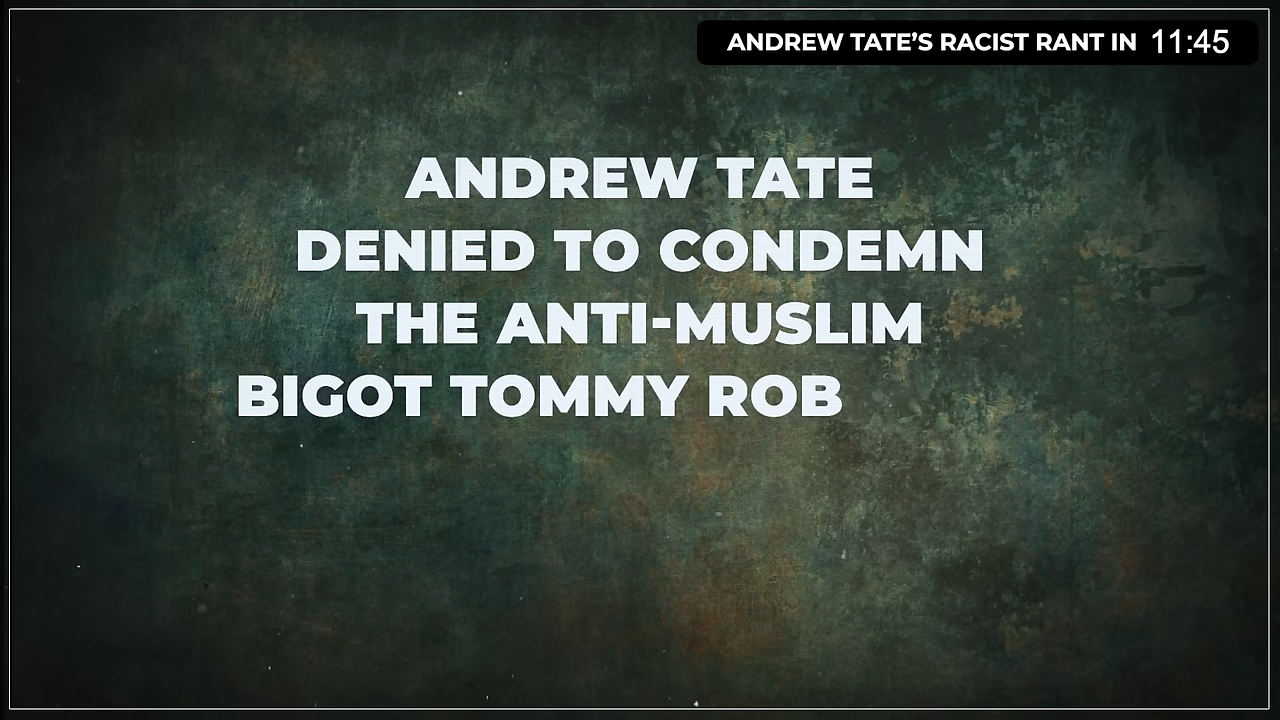 ANDREW TATE’S RACIST RANT IN 11:45
ANDREW TATE
DENIED TO CONDEMN
THE ANTI-MUSLIM
BIGOT TOMMY ROB